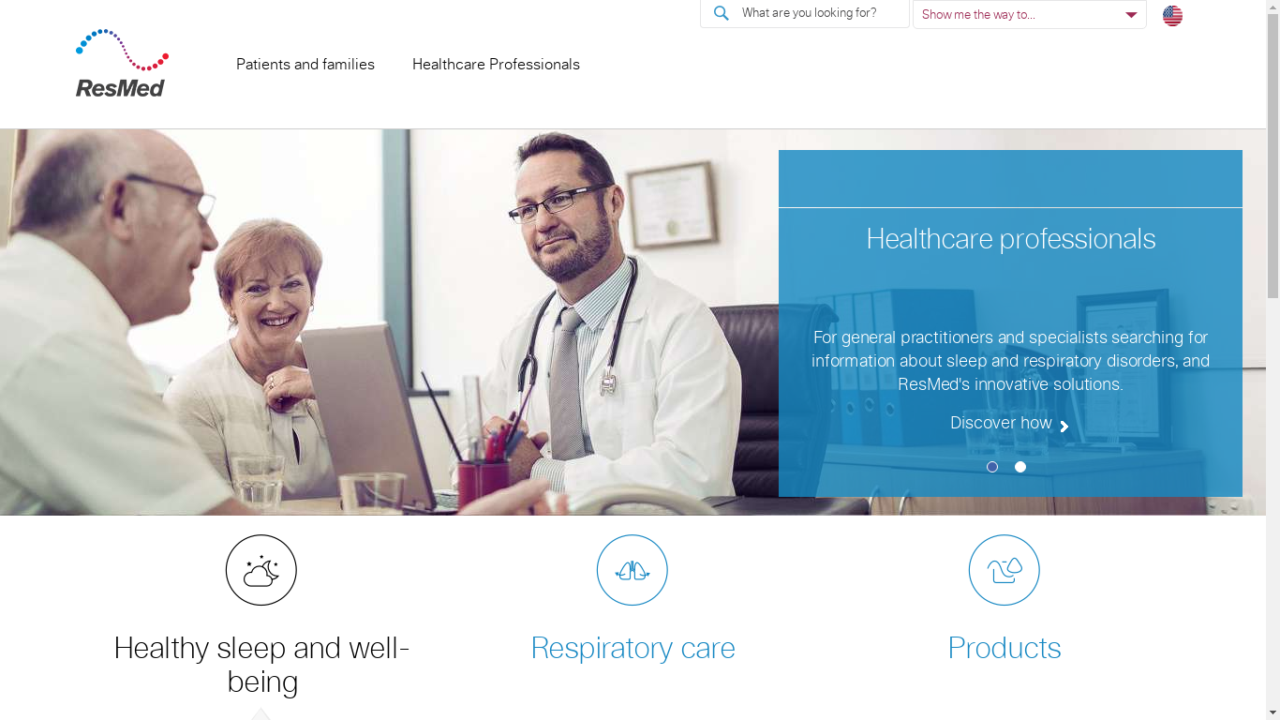 What are you looking for?
Show me the way to...
ResMed
Patients and families
Healthcare Professionals
Healthcare professionals
For general practitioners and specialists searching for
information about sleep and respiratory disorders, and
ResMed's innovative solutions.
Discover how
Healthy sleep and well-
being
Respiratory care
Products